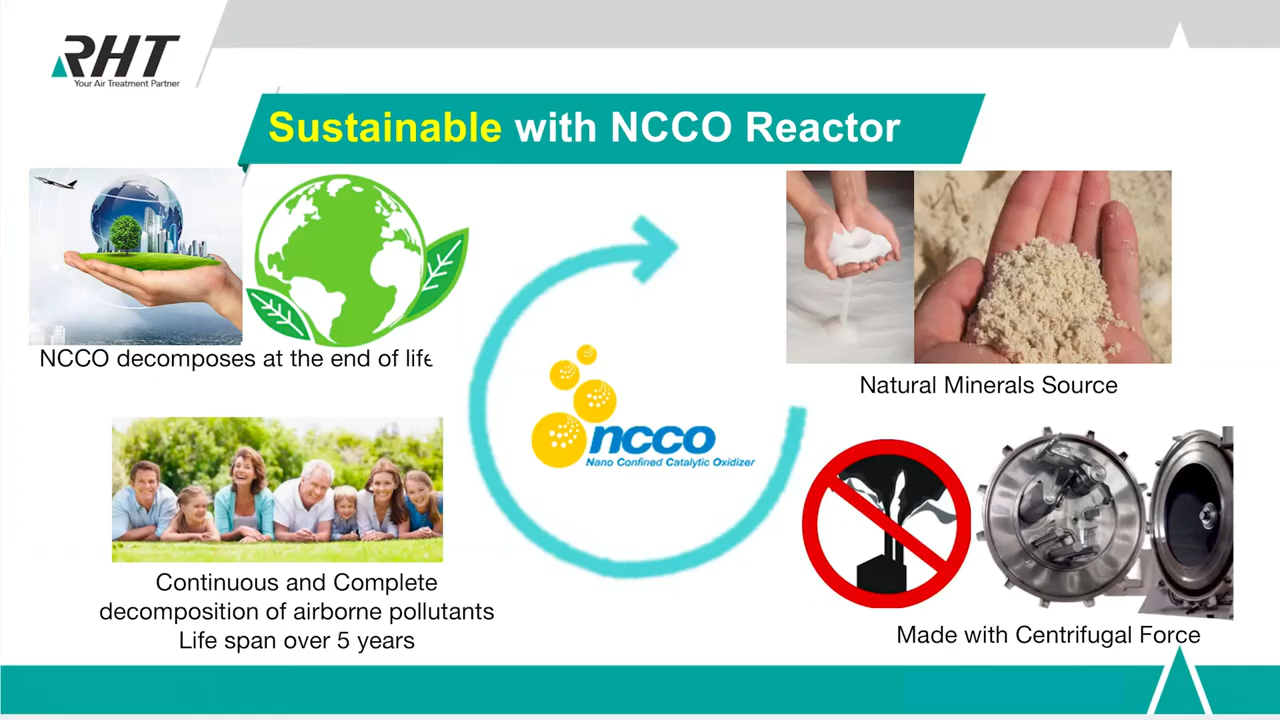 RHT
Your Air Treatment Partner
Sustainable with NCCO Reactor
NCCO decomposes at the end of life
Natural Minerals Source
ncco
Nano Confined Catalytic Oxidizer
Continuous and Complete
decomposition of airborne pollutants
Life span over 5 years
Made with Centrifugal Force